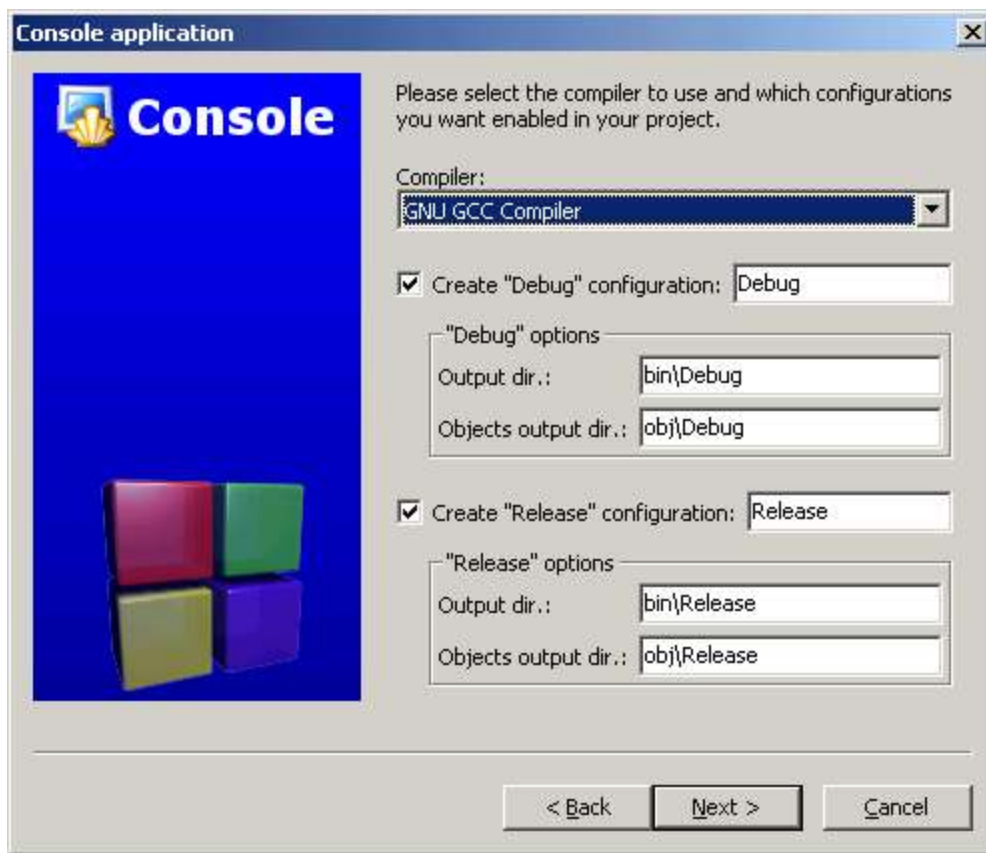 Console application
Console
Please select the compiler to use and which configurations
you want enabled in your project.
Compiler:
GNU GCC Compiler
Create "Debug" configuration: Debug
"Debug" options
Output dir.: bin\Debug
Objects output dir.: obj\Debug
Create "Release" configuration: Release
"Release" options
Output dir.: bin\Release
Objects output dir.: obj\Release
< Back Next > Cancel